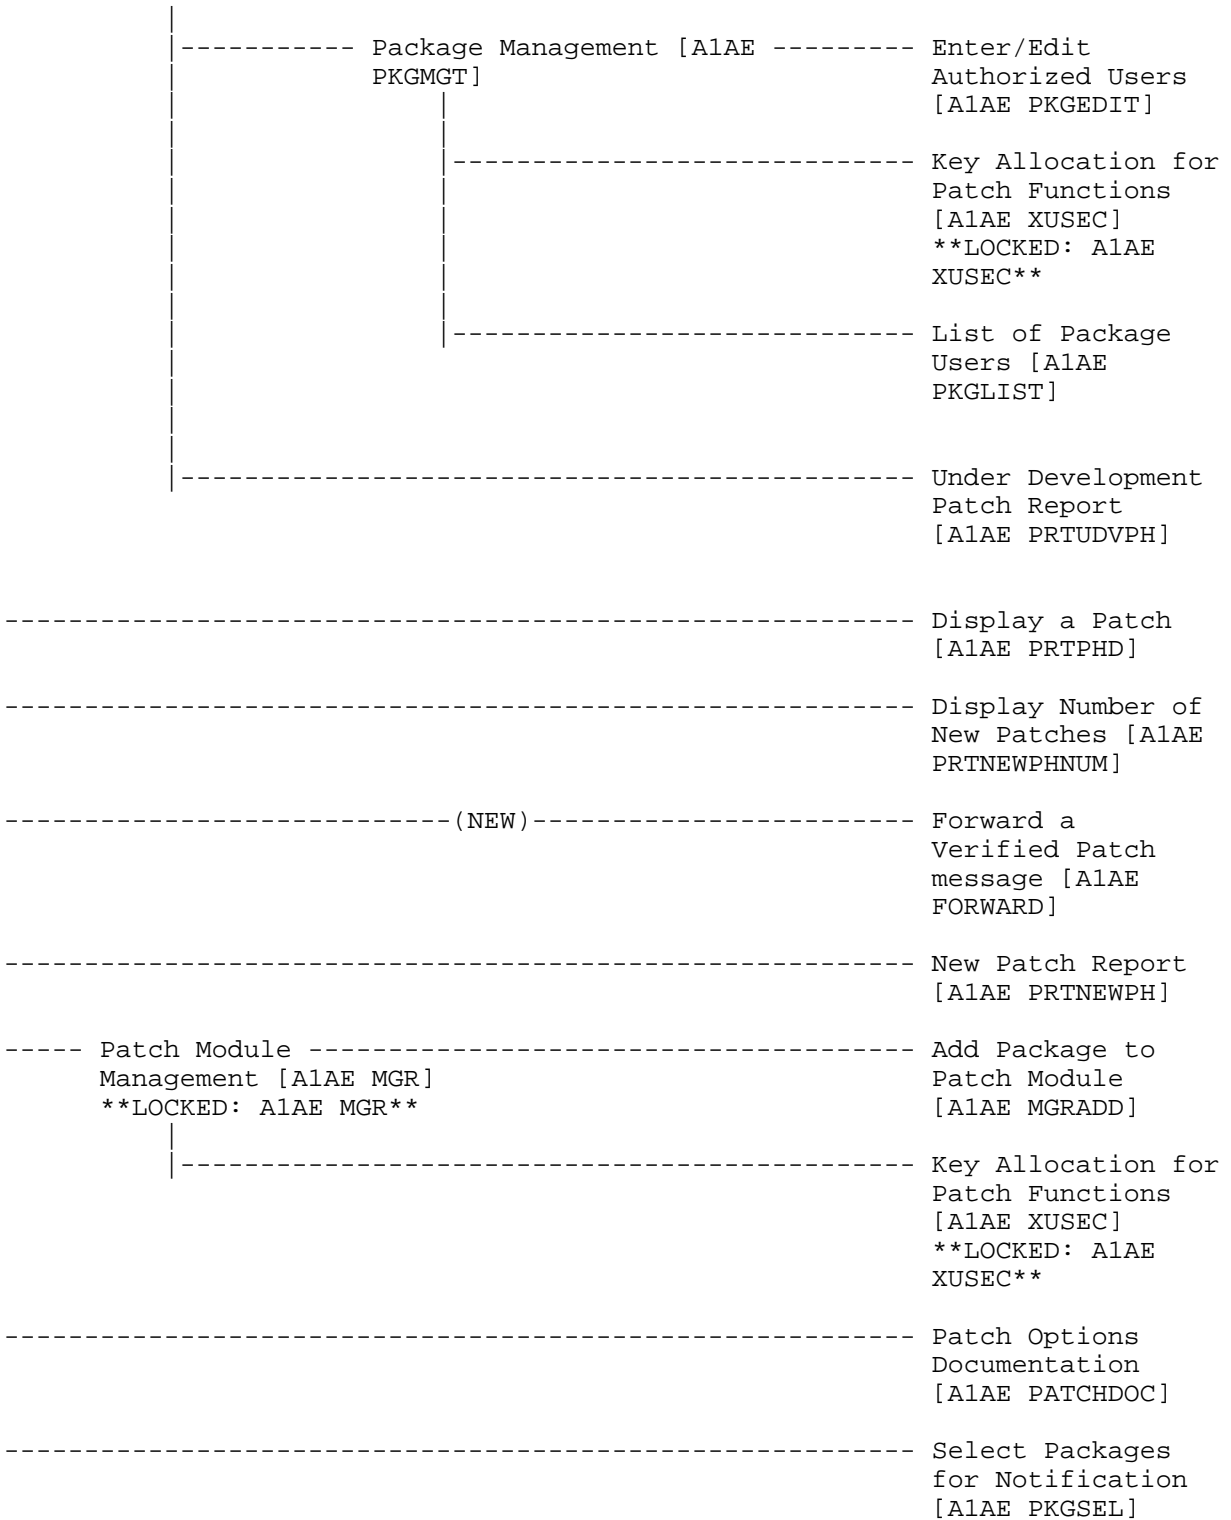 |
|----------- Package Management [A1AE --------- Enter/Edit
| PKGMGT] Authorized Users
| | [A1AE PKGEDIT]
| |
| |----------------------------- Key Allocation for
| | Patch Functions
| | [A1AE XUSEC]
| | **LOCKED: A1AE
| | XUSEC**
| |
| |----------------------------- List of Package
| Users [A1AE
| PKGLIST]
|
|
|---------------------------------------------- Under Development
Patch Report
[A1AE PRTUDVPH]
--------------------------------------------------------- Display a Patch
[A1AE PRTPHD]
--------------------------------------------------------- Display Number of
New Patches [A1AE
PRTNEWPHNUM]
----------------------------(NEW)------------------------ Forward a
Verified Patch
message [A1AE
FORWARD]
--------------------------------------------------------- New Patch Report
[A1AE PRTNEWPH]
----- Patch Module -------------------------------------- Add Package to
Management [A1AE MGR] Patch Module
**LOCKED: A1AE MGR** [A1AE MGRADD]
|
|---------------------------------------------- Key Allocation for
Patch Functions
[A1AE XUSEC]
**LOCKED: A1AE
XUSEC**
--------------------------------------------------------- Patch Options
Documentation
[A1AE PATCHDOC]
--------------------------------------------------------- Select Packages
for Notification
[A1AE PKGSEL]